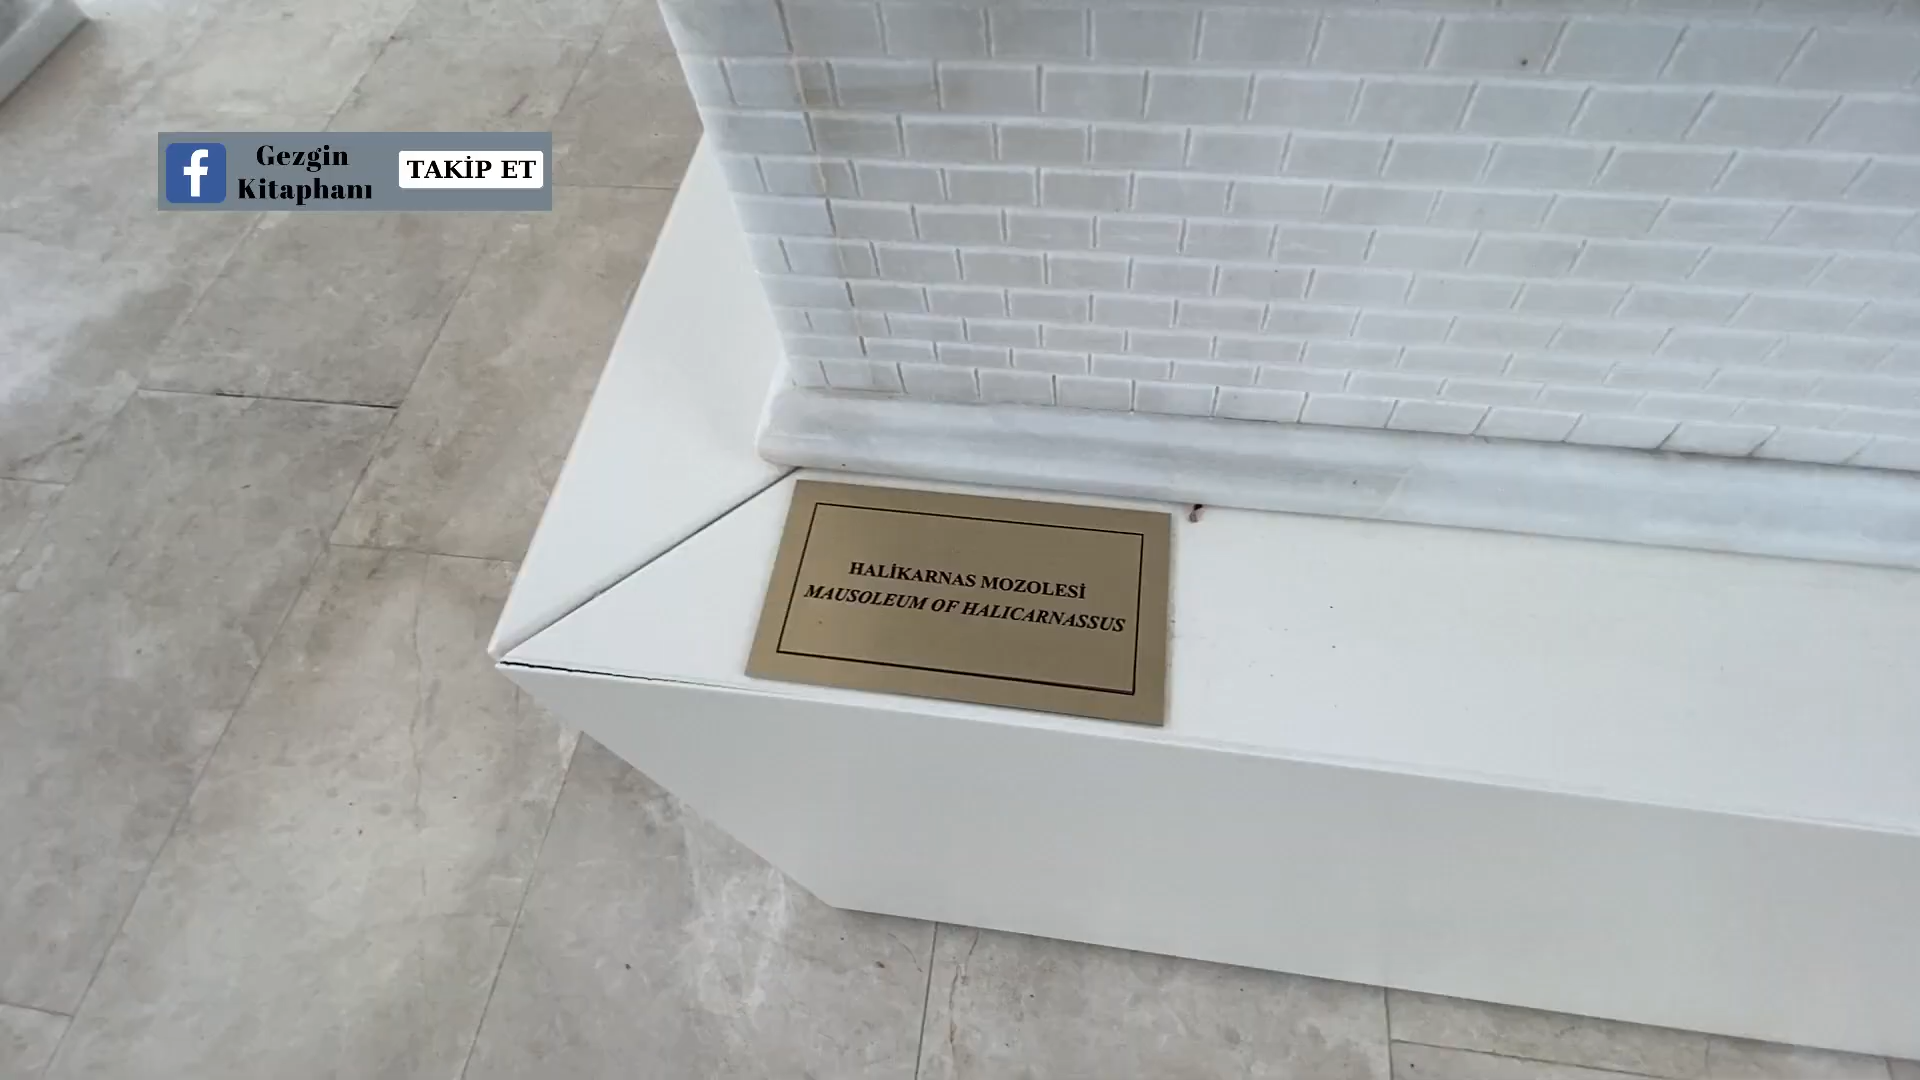 Gezgin
Kitaphanı
TAKİP ET
HALİKARNAS MOZOLESİ
MAUSOLEUM OF HALICARNASSUS